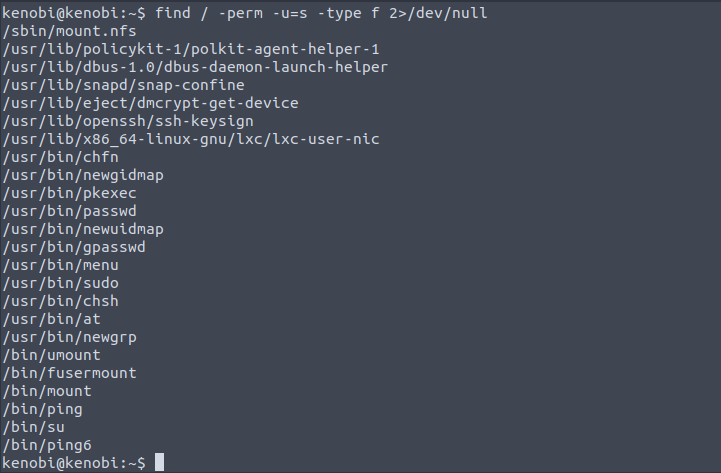 kenobi@kenobi:~$ find / -perm -u=s -type f 2>/dev/null
/sbin/mount.nfs
/usr/lib/policykit-1/polkit-agent-helper-1
/usr/lib/dbus-1.0/dbus-daemon-launch-helper
/usr/lib/snapd/snap-confine
/usr/lib/eject/dmcrypt-get-device
/usr/lib/openssh/ssh-keysign
/usr/lib/x86_64-linux-gnu/lxc/lxc-user-nic
/usr/bin/chfn
/usr/bin/newgidmap
/usr/bin/pkexec
/usr/bin/passwd
/usr/bin/newuidmap
/usr/bin/gpasswd
/usr/bin/menu
/usr/bin/sudo
/usr/bin/chsh
/usr/bin/at
/usr/bin/newgrp
/bin/umount
/bin/fusermount
/bin/mount
/bin/ping
/bin/su
/bin/ping6
kenobi@kenobi:~$